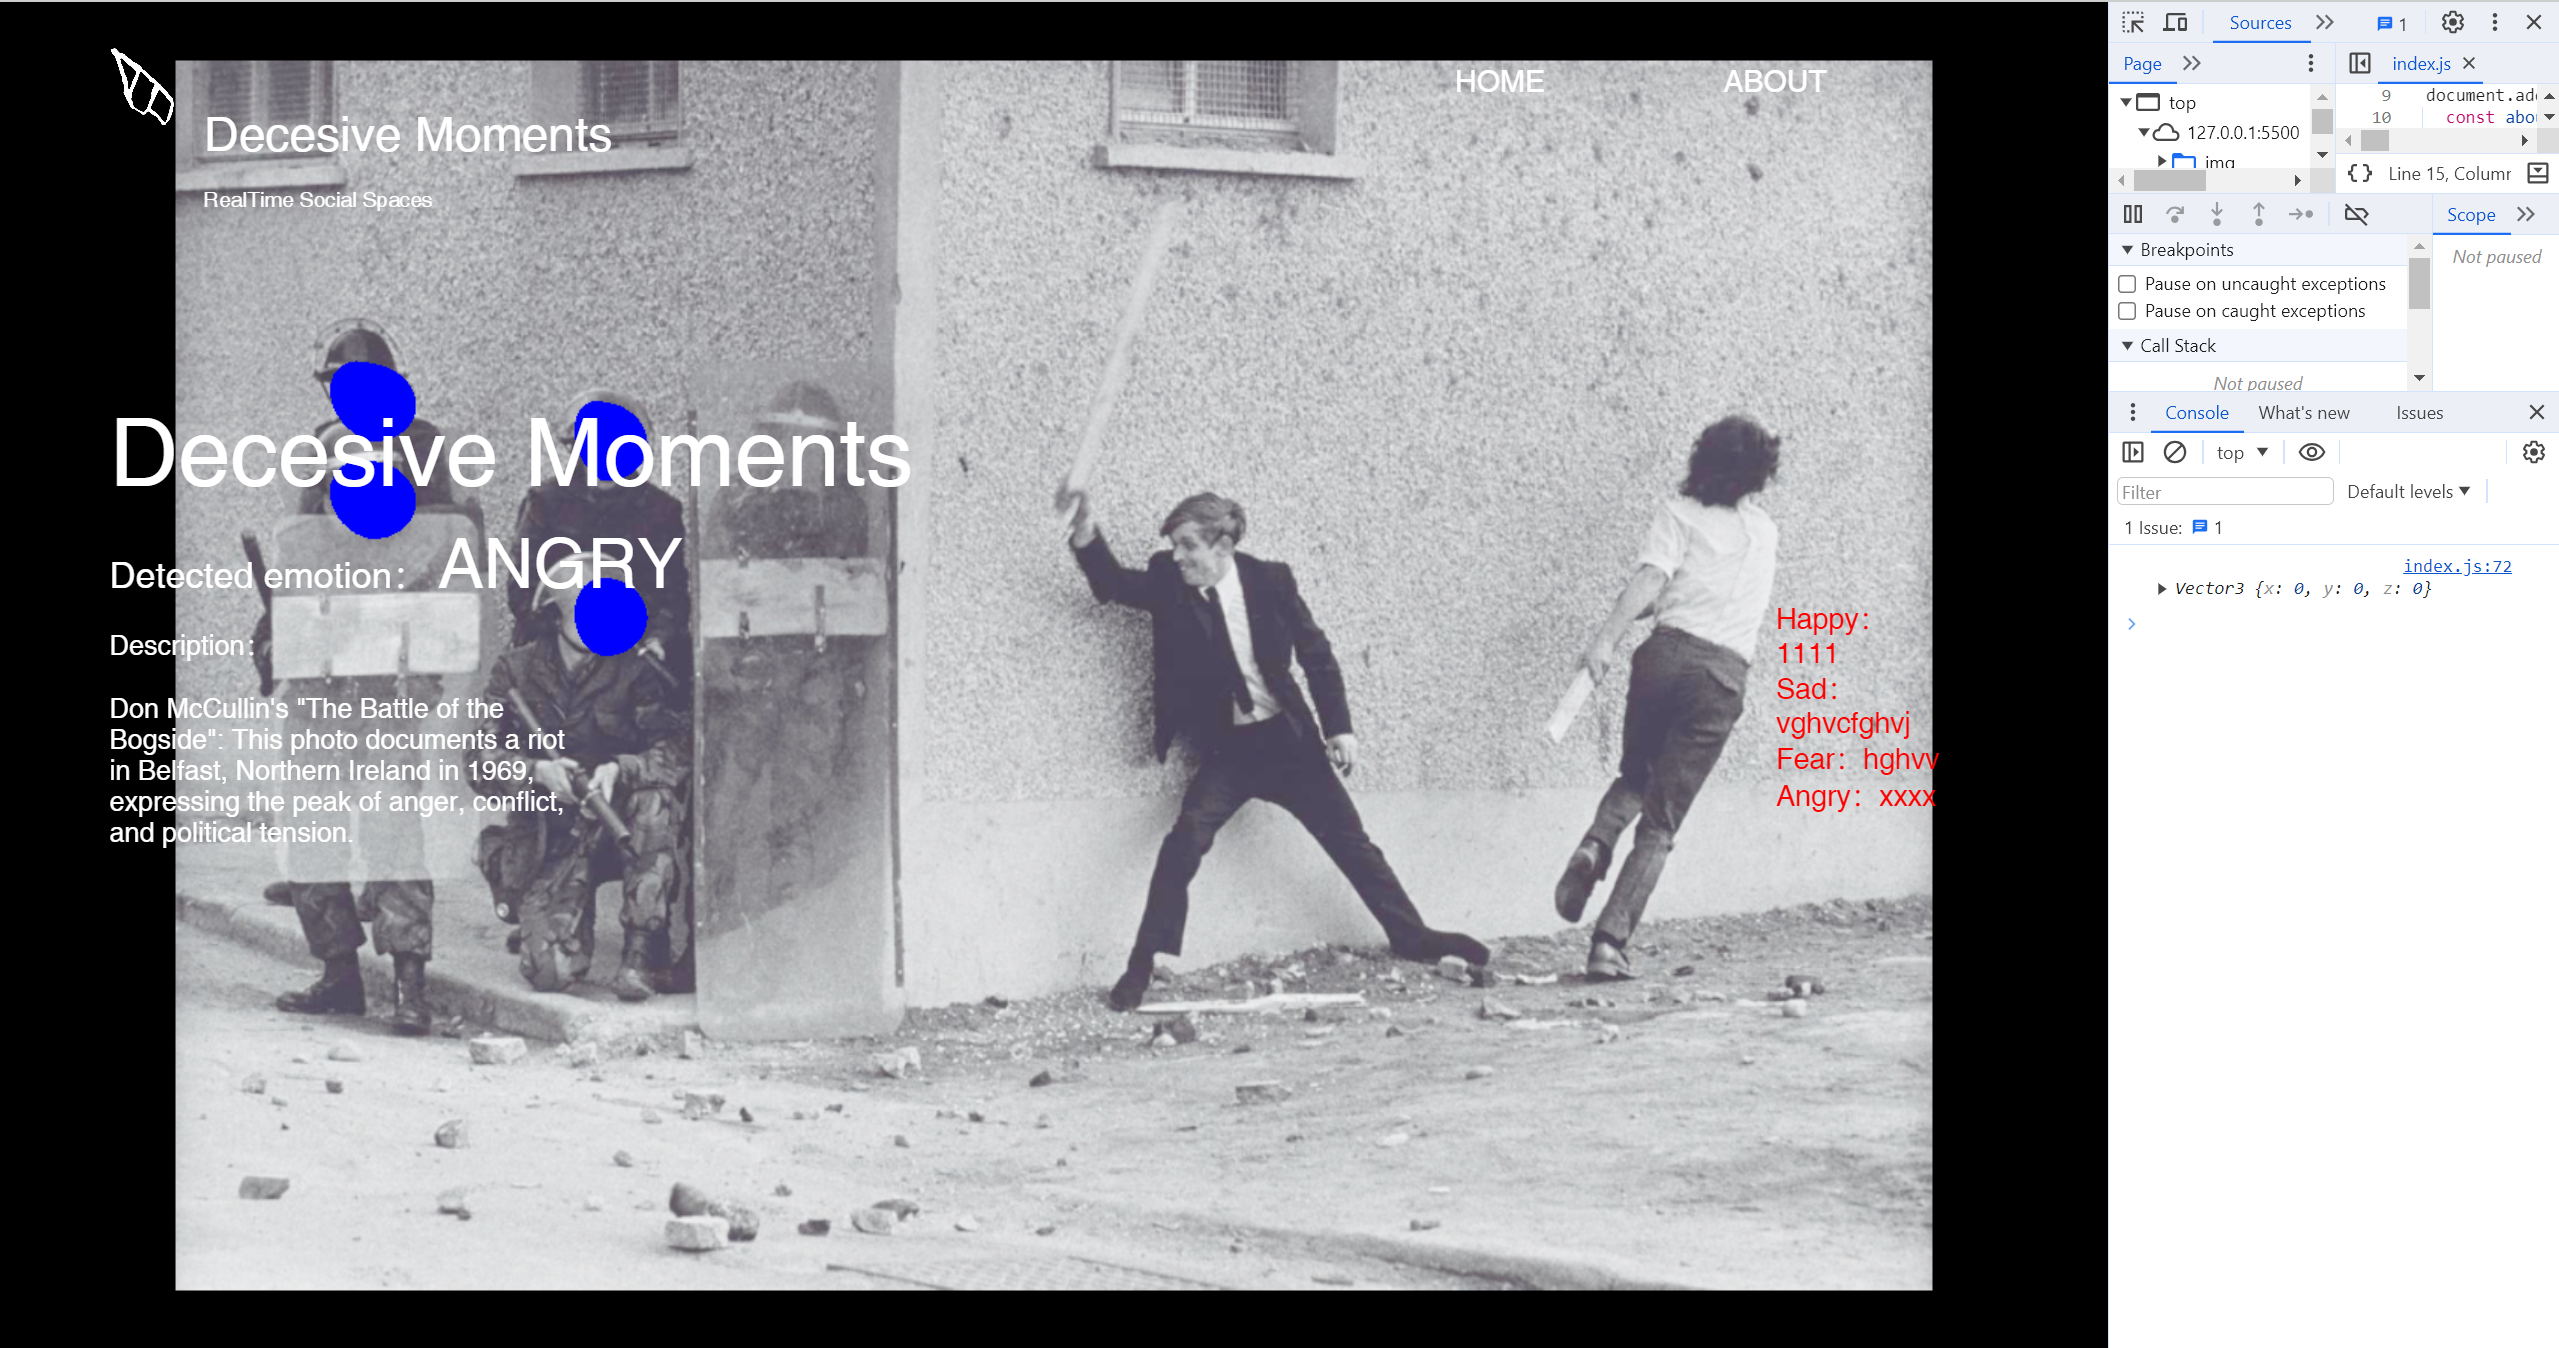 HOME
ABOUT
Decesive Moments
RealTime Social Spaces
Decesive Moments
Detected emotion: ANGRY
Description:
Don McCullin's "The Battle of the
Bogside": This photo documents a riot
in Belfast, Northern Ireland in 1969,
expressing the peak of anger, conflict,
and political tension.
Happy:
1111
Sad:
vghvcfghvj
Fear: hghvv
Angry: xxxx
Sources
1
Page
index.js
top
127.0.0.1:5500
img
9 document.ad
10 const abo
{} Line 15, Column
Scope
Breakpoints
Not paused
Pause on uncaught exceptions
Pause on caught exceptions
Call Stack
Not paused
Console What's new Issues
top
Filter
Default levels
1 Issue: 1
index.js:72
Vector3 {x: 0, y: 0, z: 0}